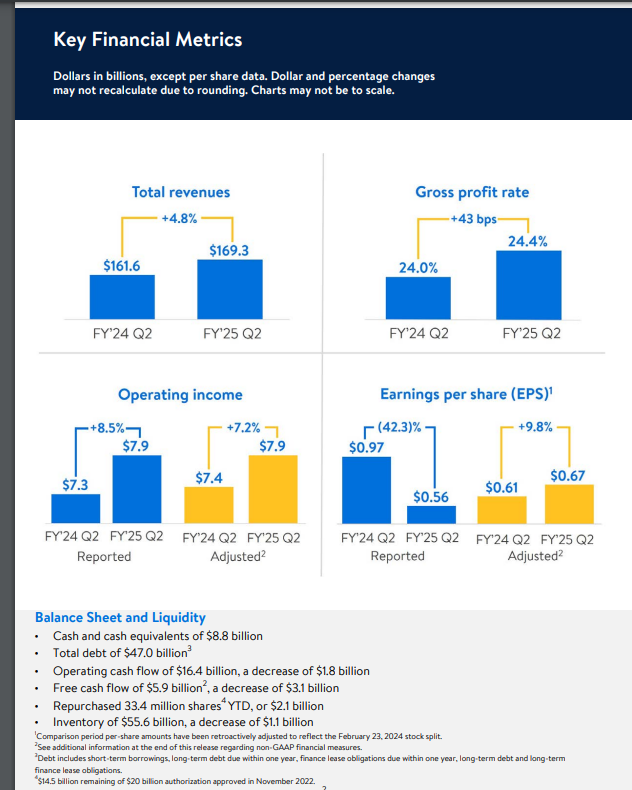 Key Financial Metrics
Dollars in billions, except per share data. Dollar and percentage changes
may not recalculate due to rounding. Charts may not be to scale.
Total revenues
+4.8%
$161.6
$169.3
FY'24 Q2
FY'25 Q2
Gross profit rate
+43 bps
24.0%
24.4%
FY'24 Q2
FY'25 Q2
Operating income
+8.5%
$7.3
$7.9
FY'24 Q2
FY'25 Q2
Reported
+7.2%
$7.4
$7.9
FY'24 Q2
FY'25 Q2
Adjusted²
Earnings per share (EPS)¹
(42.3)%
$0.97
$0.56
FY'24 Q2
FY'25 Q2
Reported
+9.8%
$0.61
$0.67
FY'24 Q2
FY'25 Q2
Adjusted²
Balance Sheet and Liquidity
• Cash and cash equivalents of $8.8 billion
• Total debt of $47.0 billion³
• Operating cash flow of $16.4 billion, a decrease of $1.8 billion
• Free cash flow of $5.9 billion², a decrease of $3.1 billion
• Repurchased 33.4 million shares⁴ YTD, or $2.1 billion
• Inventory of $55.6 billion, a decrease of $1.1 billion
¹Comparison period per-share amounts have been retroactively adjusted to reflect the February 23, 2024 stock split.
²See additional information at the end of this release regarding non-GAAP financial measures.
³Debt includes short-term borrowings, long-term debt due within one year, finance lease obligations due within one year, long-term debt and long-term
finance lease obligations.
⁴$14.5 billion remaining of $20 billion authorization approved in November 2022.
2